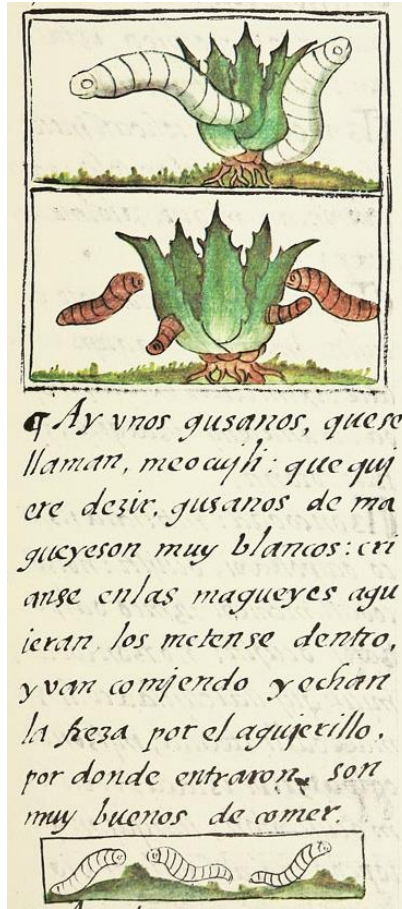 ¶ Ay vnos gusanos, quese
llaman, meocujli: que quj
ere dezir, gusanos de ma
gueyeson muy blancos: cri
anse enlas magueyes agu
ieran los metense dentro,
y van comjendo y echan
la freza por el agujerillo,
por donde entraron, son
muy buenos de comer.